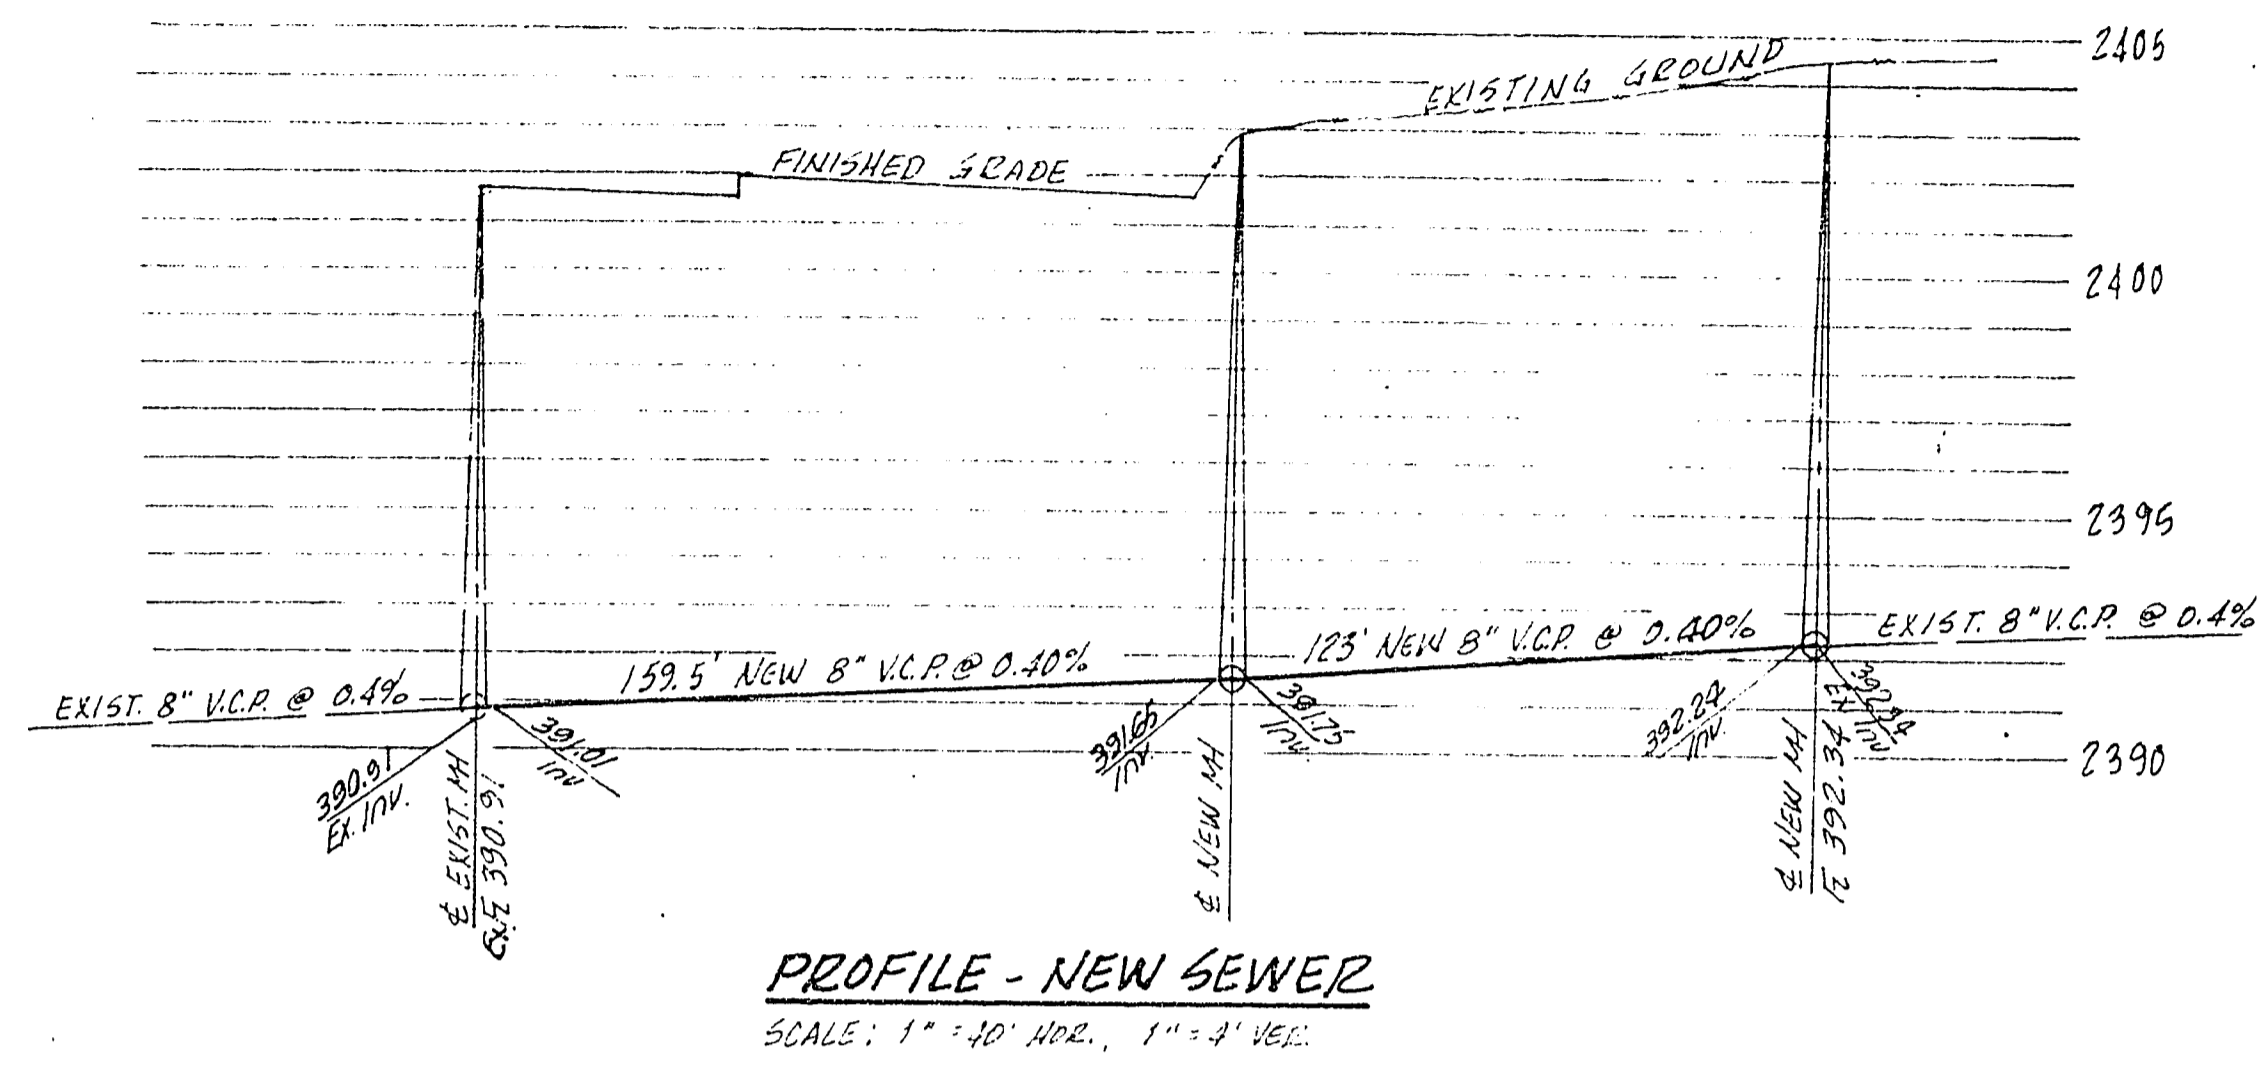 2405
EXISTING GROUND
FINISHED GRADE
2400
2395
EXIST. 8" V.C.P. @ 0.4%
159.5' NEW 8" V.C.P. @ 0.40%
123' NEW 8" V.C.P. @ 0.40%
EXIST. 8" V.C.P. @ 0.4%
2390
390.91
EX. INV.
℄ EXIST. MH
390.91
391.01
INV
391.65
INV.
℄ NEW MH
391.75
INV.
392.27
INV.
℄ NEW MH
392.34
INV
PROFILE - NEW SEWER
SCALE: 1" = 40' HOR., 1" = 4' VER.